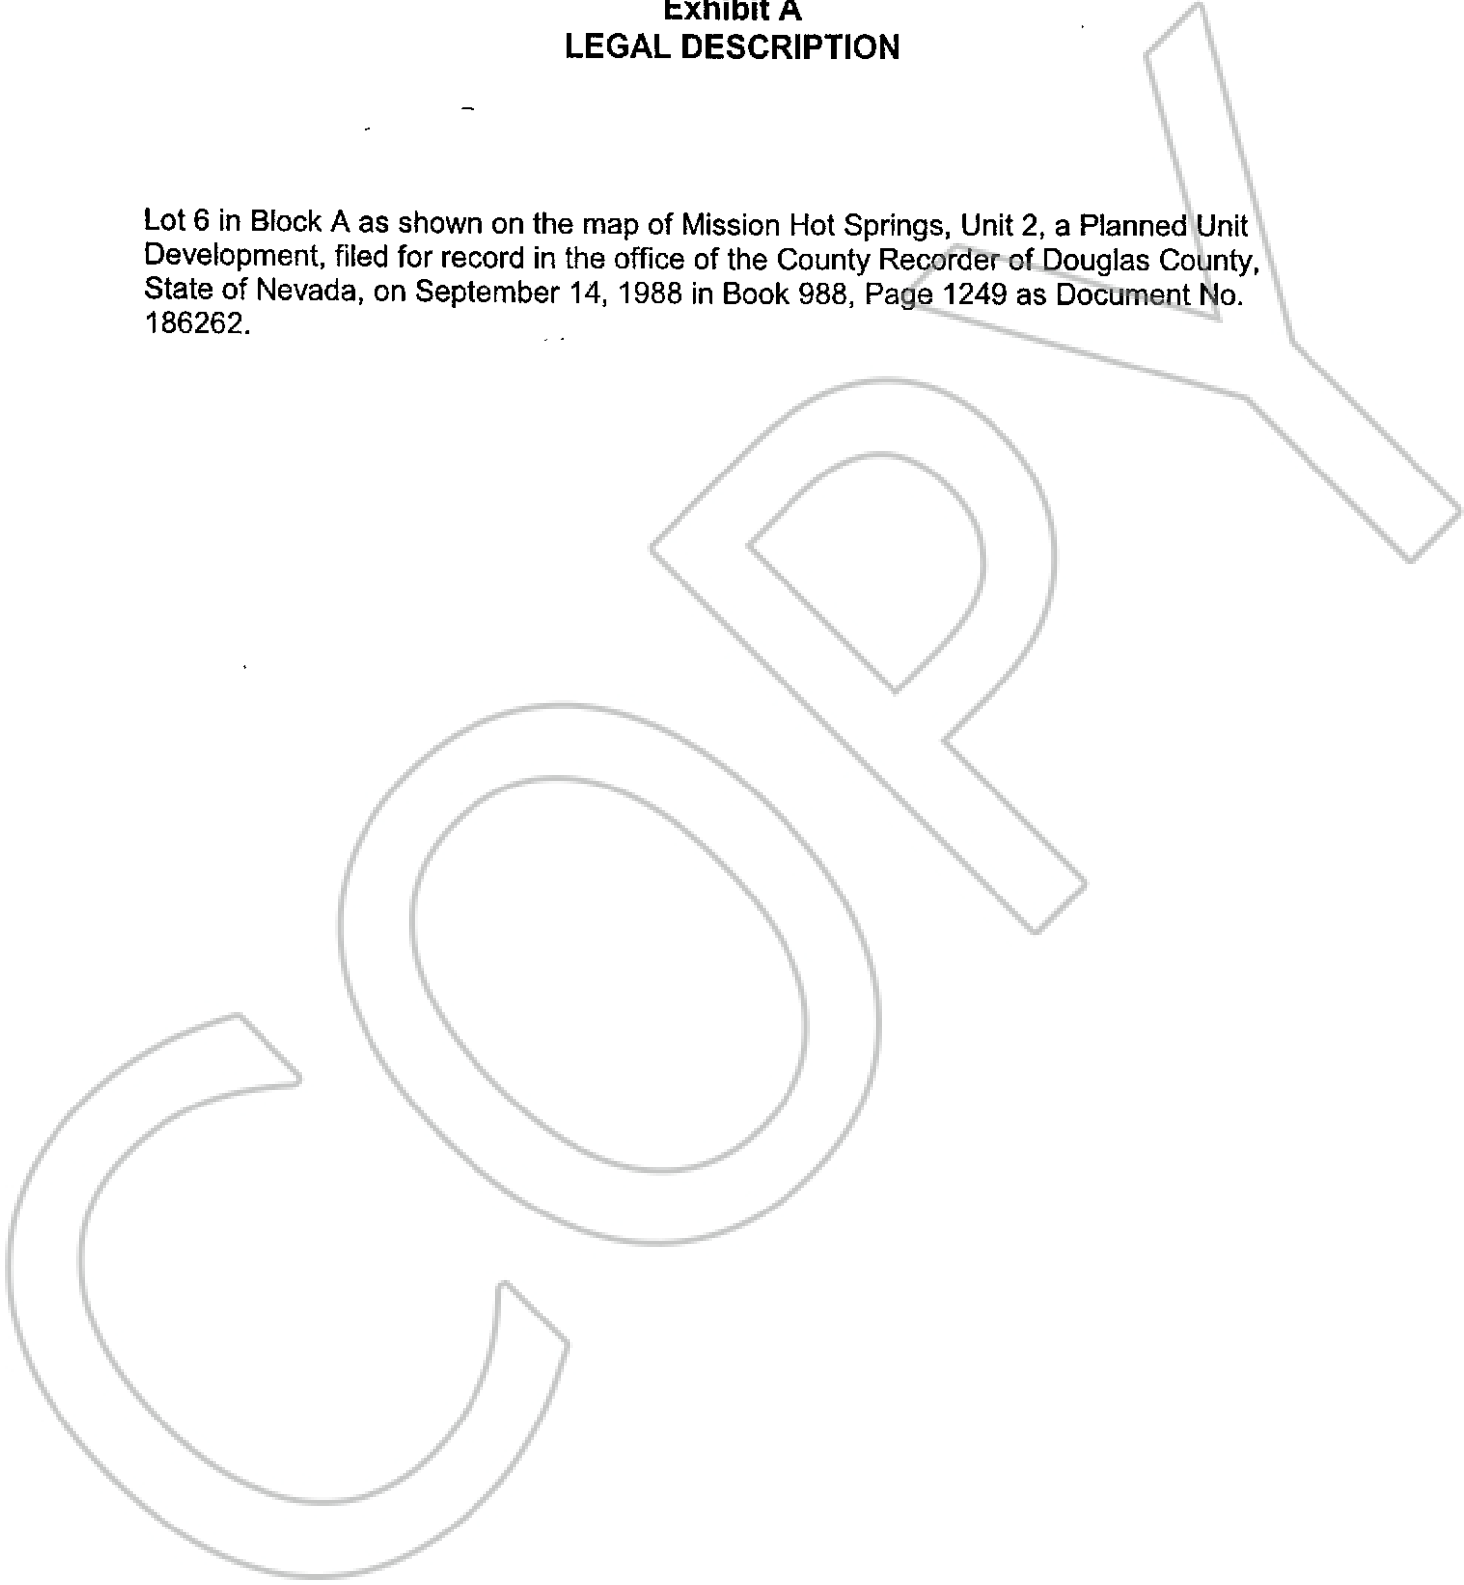 Exhibit A
LEGAL DESCRIPTION
Lot 6 in Block A as shown on the map of Mission Hot Springs, Unit 2, a Planned Unit
Development, filed for record in the office of the County Recorder of Douglas County,
State of Nevada, on September 14, 1988 in Book 988, Page 1249 as Document No.
186262.
COPY